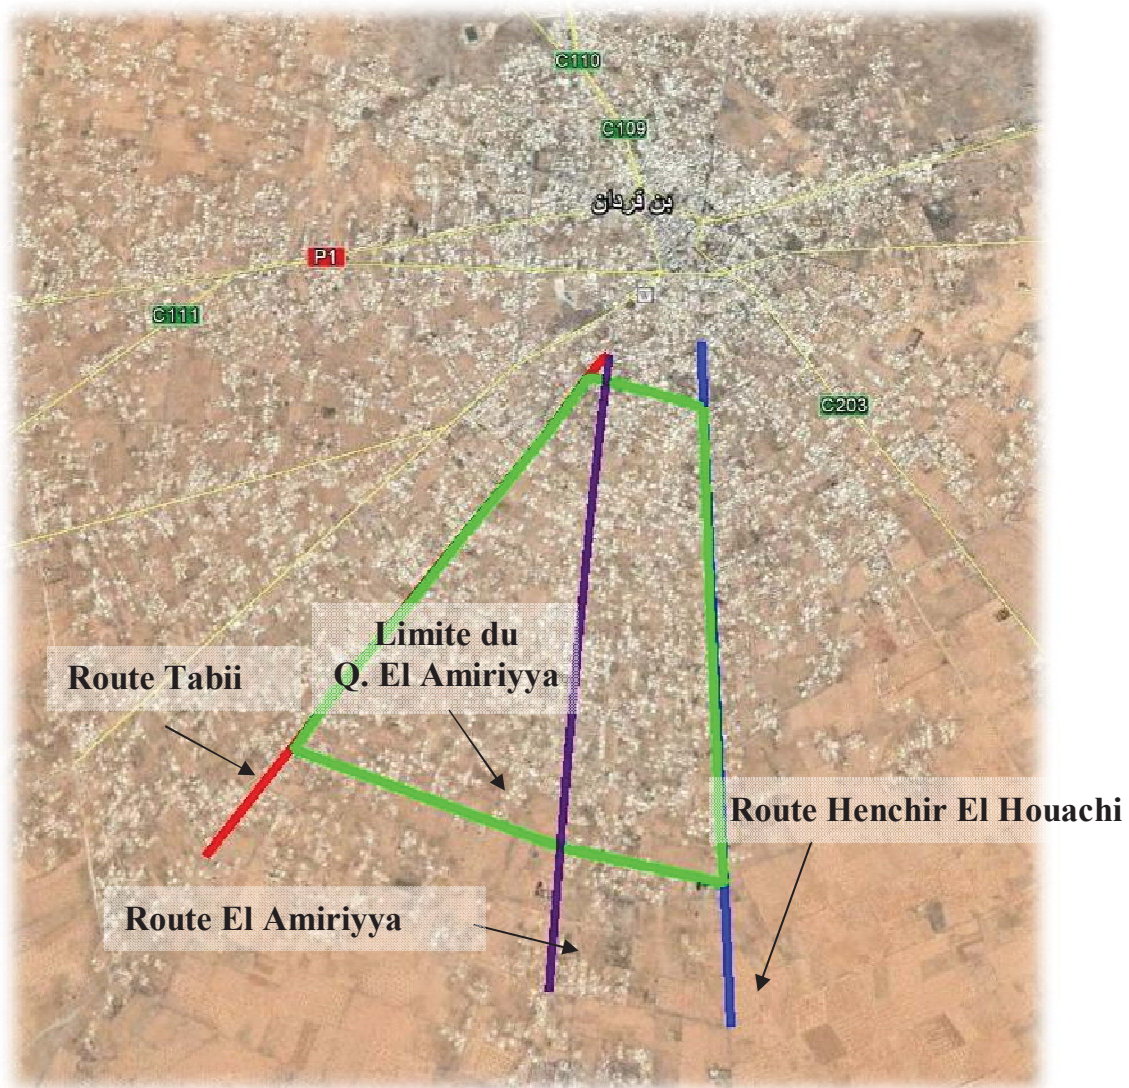 C110
C109
بن قردان
P1
C111
C203
Limite du
Q. El Amiriyya
Route Tabii
Route Henchir El Houachi
Route El Amiriyya